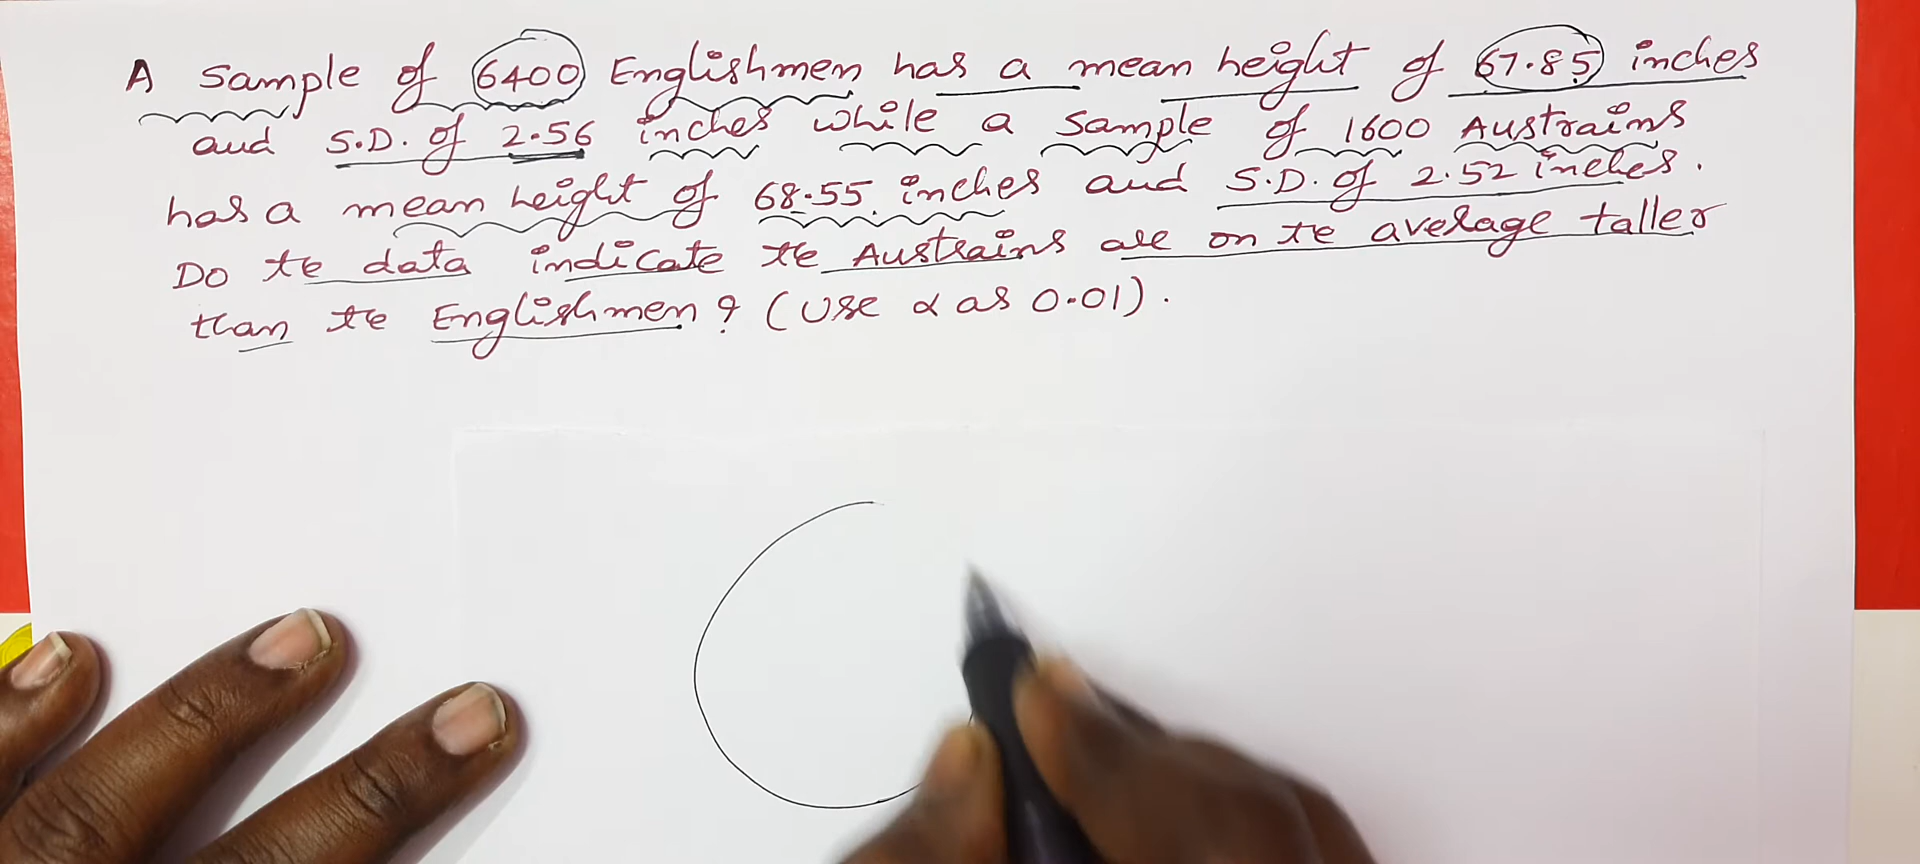 A sample of 6400 Englishmen has a mean height of 67.85 inches
and S.D. of 2.56 inches while a sample of 1600 Austrains
has a mean height of 68.55 inches and S.D. of 2.52 inches.
Do te data indicate te Austrains are on te average taller
than te Englishmen? (Use α as 0.01).